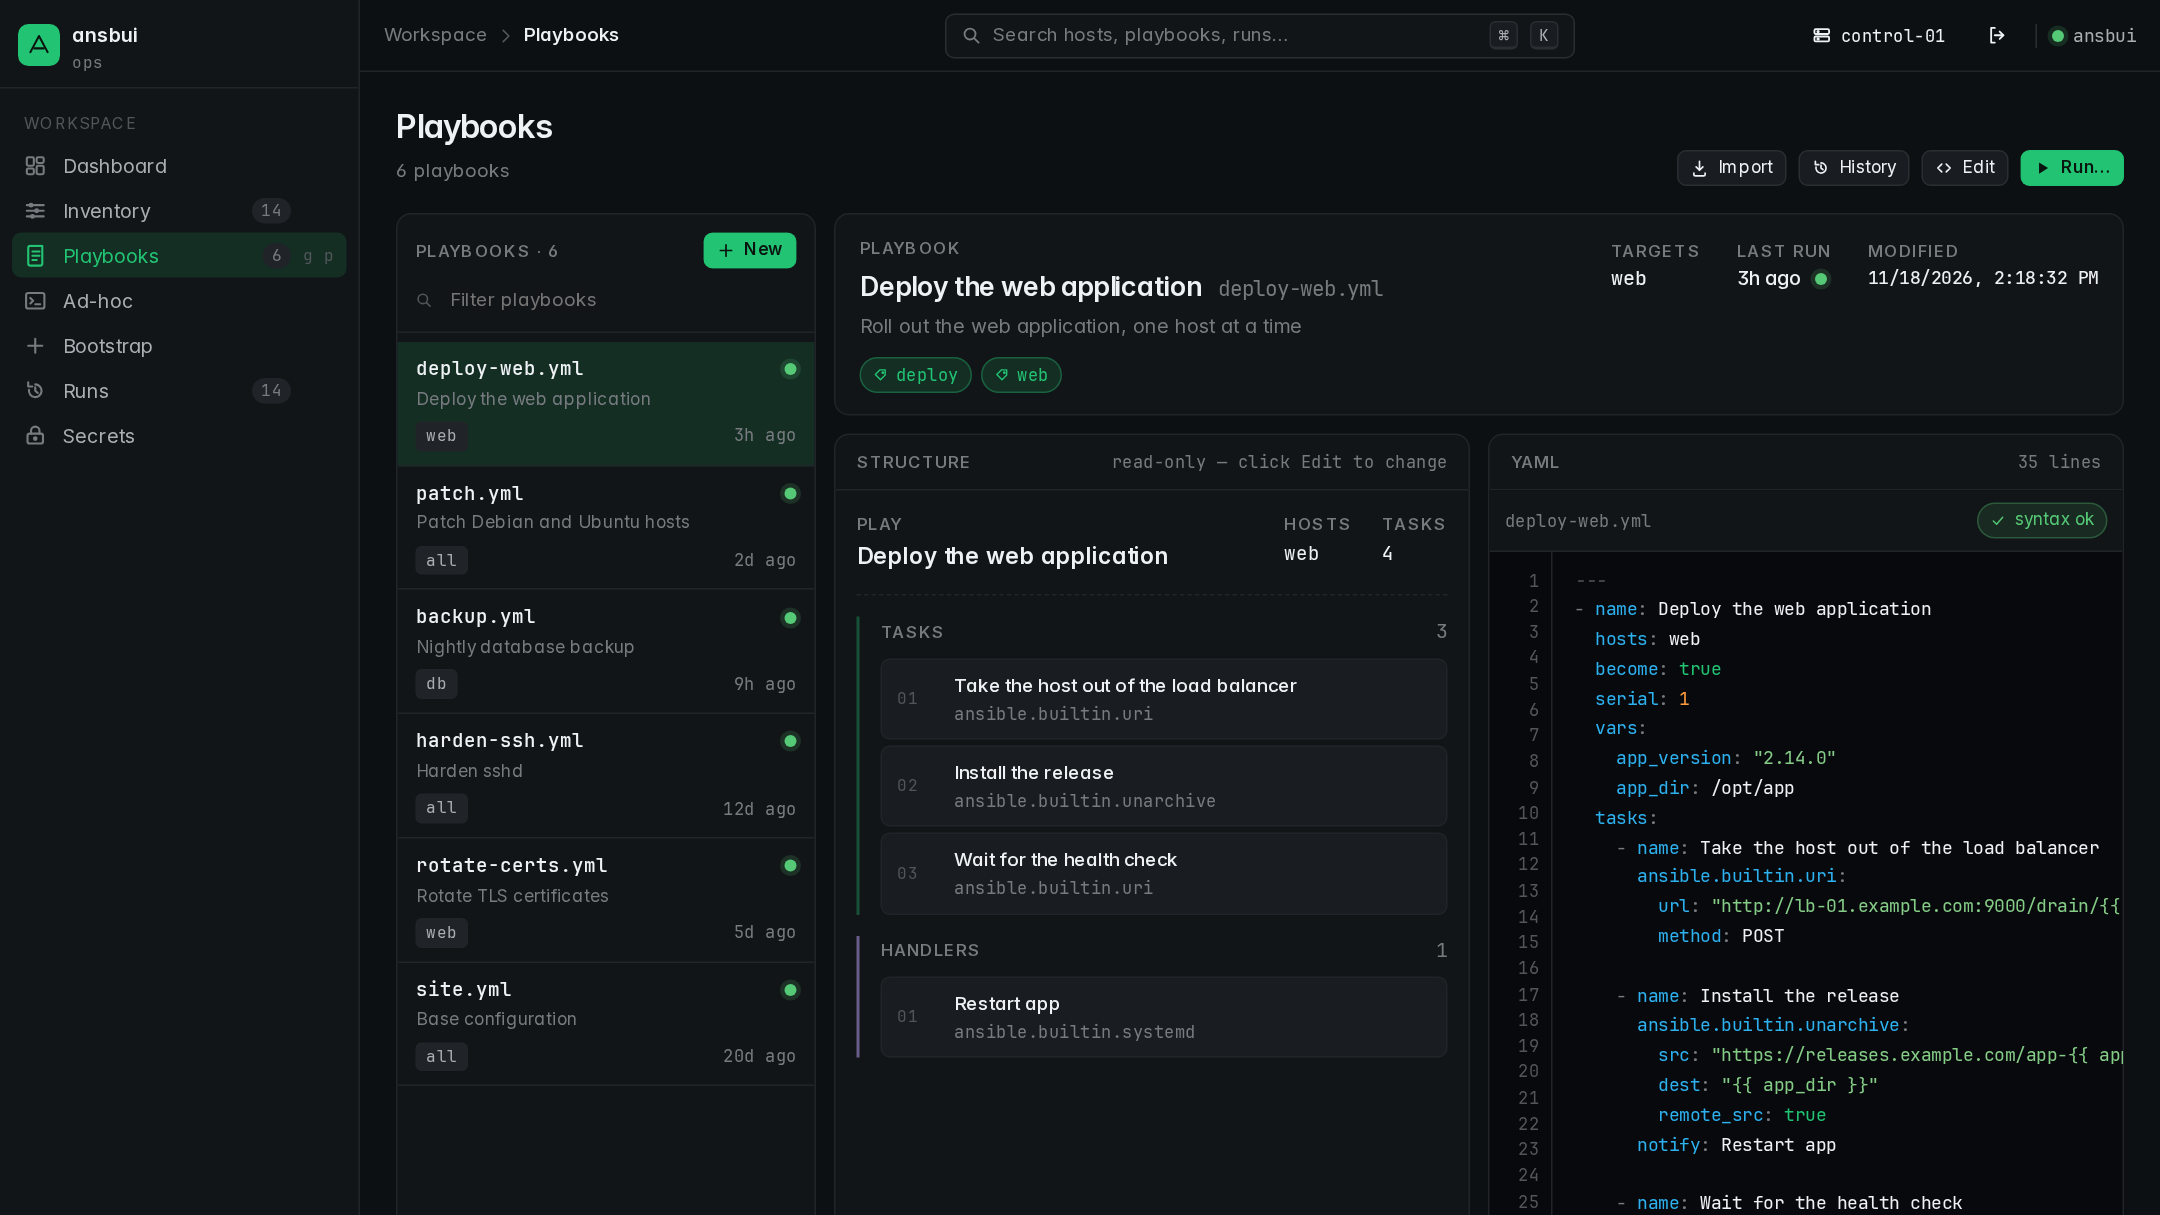 ansbui
ops
WORKSPACE
Dashboard
Inventory 14
Playbooks 6 g p
Ad-hoc
Bootstrap
Runs 14
Secrets
Workspace > Playbooks
Search hosts, playbooks, runs... ⌘ K
control-01
ansbui
Playbooks
6 playbooks
Import
History
Edit
Run...
PLAYBOOKS · 6
New
Filter playbooks
deploy-web.yml
Deploy the web application
web 3h ago
patch.yml
Patch Debian and Ubuntu hosts
all 2d ago
backup.yml
Nightly database backup
db 9h ago
harden-ssh.yml
Harden sshd
all 12d ago
rotate-certs.yml
Rotate TLS certificates
web 5d ago
site.yml
Base configuration
all 20d ago
PLAYBOOK
Deploy the web application deploy-web.yml
Roll out the web application, one host at a time
deploy web
TARGETS
web
LAST RUN
3h ago
MODIFIED
11/18/2026, 2:18:32 PM
STRUCTURE read-only — click Edit to change
PLAY
Deploy the web application
HOSTS
web
TASKS
4
TASKS 3
01 Take the host out of the load balancer
ansible.builtin.uri
02 Install the release
ansible.builtin.unarchive
03 Wait for the health check
ansible.builtin.uri
HANDLERS 1
01 Restart app
ansible.builtin.systemd
YAML 35 lines
deploy-web.yml syntax ok
1
2
3
4
5
6
7
8
9
10
11
12
13
14
15
16
17
18
19
20
21
22
23
24
25
---
- name: Deploy the web application
hosts: web
become: true
serial: 1
vars:
app_version: "2.14.0"
app_dir: /opt/app
tasks:
- name: Take the host out of the load balancer
ansible.builtin.uri:
url: "http://lb-01.example.com:9000/drain/{{
method: POST
- name: Install the release
ansible.builtin.unarchive:
src: "https://releases.example.com/app-{{ app
dest: "{{ app_dir }}"
remote_src: true
notify: Restart app
- name: Wait for the health check